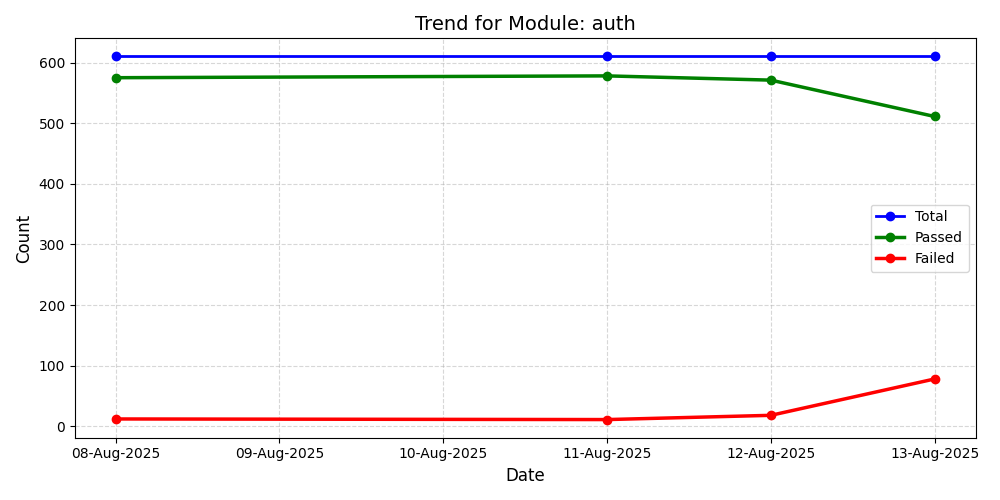 Trend for Module: auth
Count
600
500
400
300
200
100
0
Total
Passed
Failed
08-Aug-2025
09-Aug-2025
10-Aug-2025
11-Aug-2025
12-Aug-2025
13-Aug-2025
Date